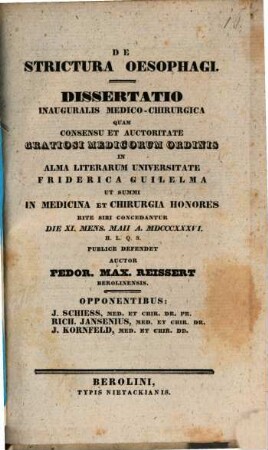 DE
STRICTURA OESOPHAGI.
DISSERTATIO
INAUGURALIS MEDICO-CHIRURGICA
QUAM
CONSENSU ET AUCTORITATE
GRATIOSI MEDICORUM ORDINIS
IN
ALMA LITERARUM UNIVERSITATE
FRIDERICA GUILELMA
UT SUMMI
IN MEDICINA ET CHIRURGIA HONORES
RITE SIBI CONCEDANTUR
DIE XI. MENS. MAII A. MDCCCXXXVI.
H. L. Q. S.
PUBLICE DEFENDET
AUCTOR
FEDOR. MAX. REISSERT
BEROLINENSIS.
OPPONENTIBUS:
J. SCHIESS, MED. ET CHIR. DR. PR.
RICH. JANSENIUS, MED. ET CHIR. DR.
J. KORNFELD, MED. ET CHIR. DD.
BEROLINI,
TYPIS NIETACKIANIS.